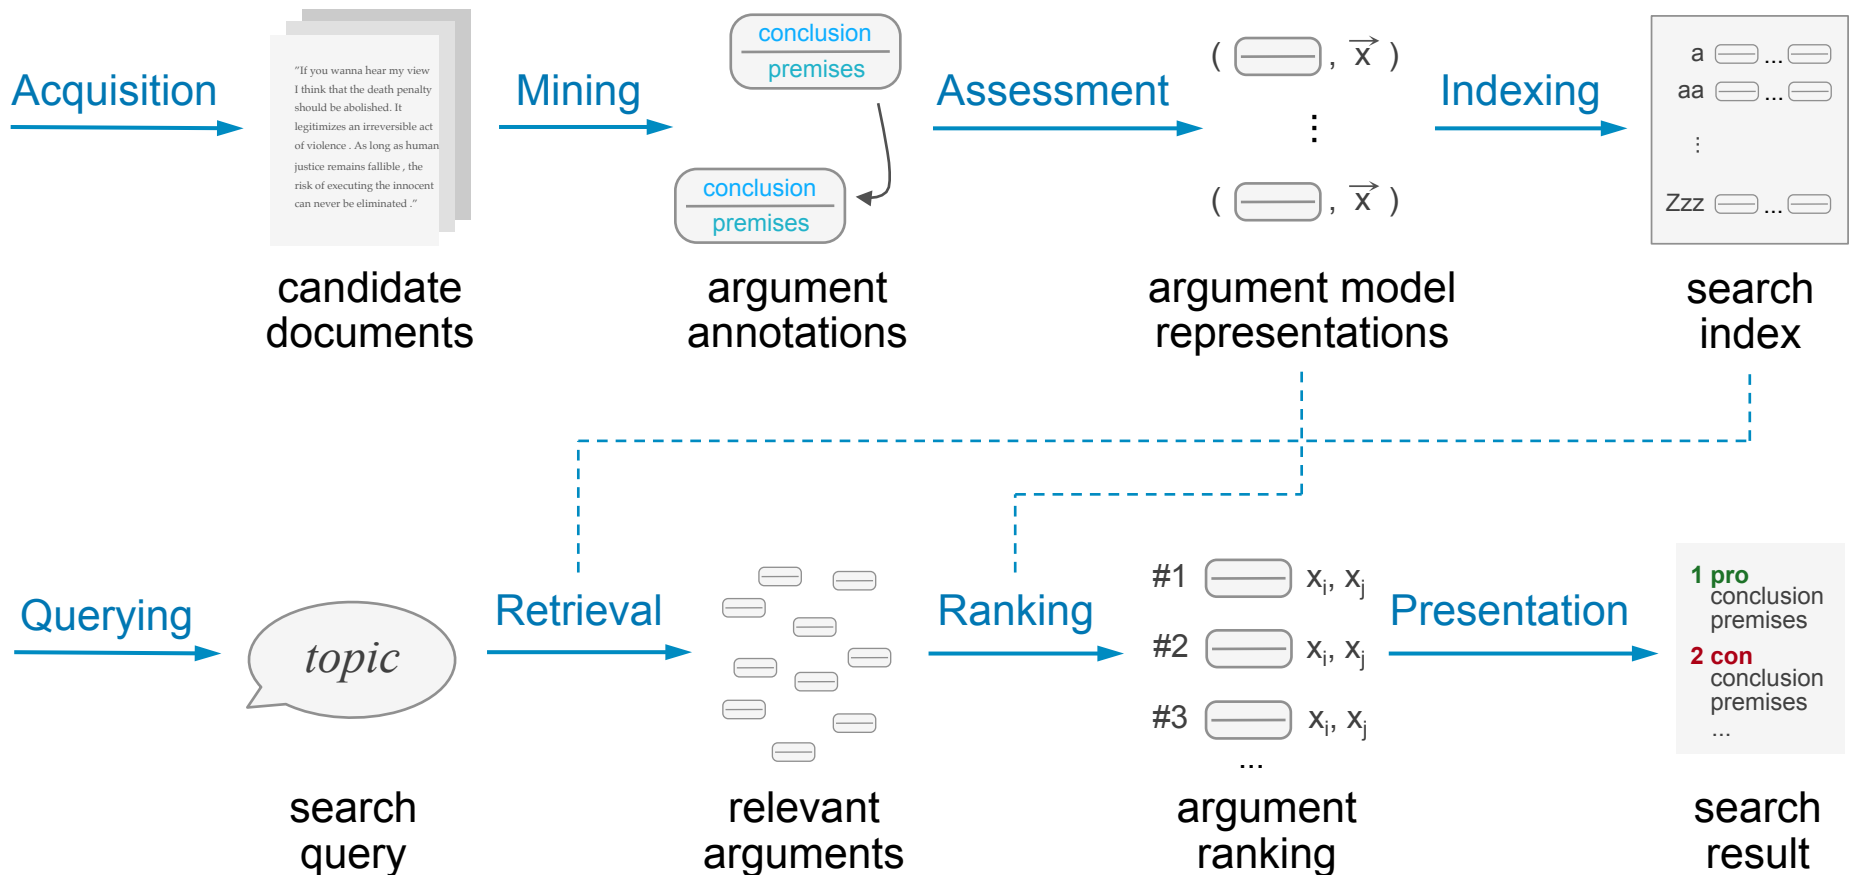 Acquisition
"If you wanna hear my view
I think that the death penalty
should be abolished. It
legitimizes an irreversible act
of violence . As long as human
justice remains fallible , the
risk of executing the innocent
can never be eliminated ."
candidate
documents
Mining
conclusion
premises
conclusion
premises
argument
annotations
Assessment
( , x )
⋮
( , x )
argument model
representations
Indexing
a ...
aa ...
⋮
Zzz ...
search
index
Querying
topic
search
query
Retrieval
relevant
arguments
Ranking
#1 xi, xj
#2 xi, xj
#3 xi, xj
...
argument
ranking
Presentation
1 pro
conclusion
premises
2 con
conclusion
premises
...
search
result